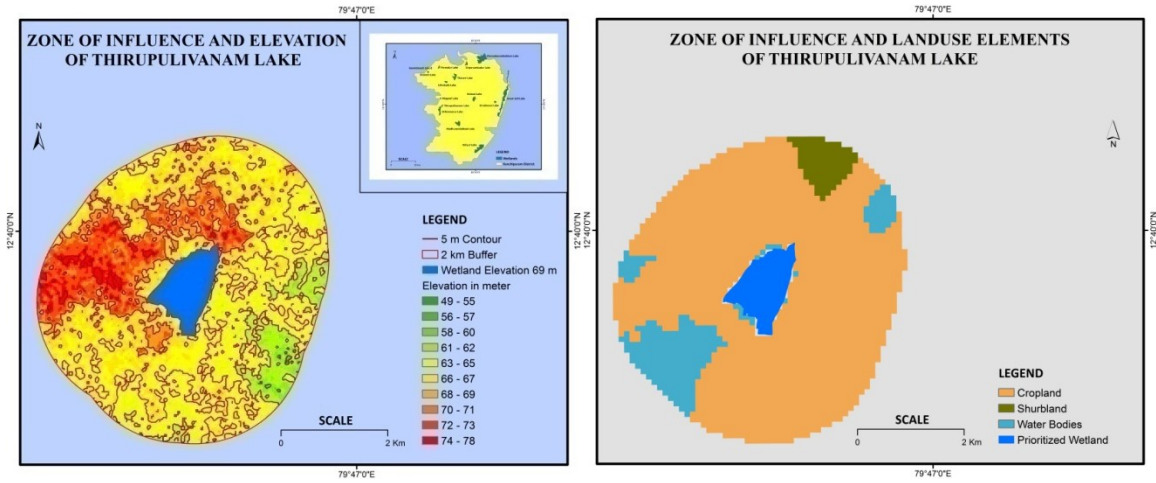 79°47'0"E
ZONE OF INFLUENCE AND ELEVATION
OF THIRUPULIVANAM LAKE
N
12°40'0"N
12°40'0"N
LEGEND
5 m Contour
2 km Buffer
Wetland Elevation 69 m
Elevation in meter
49 - 55
56 - 57
58 - 60
61 - 62
63 - 65
66 - 67
68 - 69
70 - 71
72 - 73
74 - 78
SCALE
0 2 Km
79°47'0"E
79°47'0"E
ZONE OF INFLUENCE AND LANDUSE ELEMENTS
OF THIRUPULIVANAM LAKE
N
12°40'0"N
12°40'0"N
LEGEND
Cropland
Shurbland
Water Bodies
Prioritized Wetland
SCALE
0 2 Km
79°47'0"E